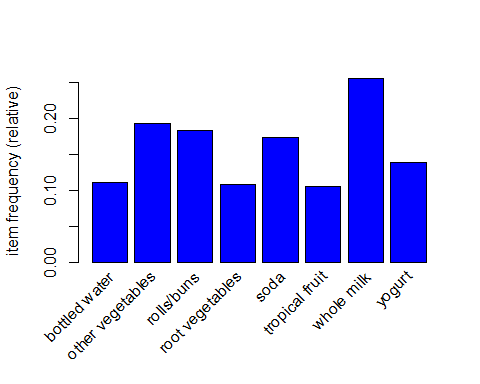 item frequency (relative)
0.20
0.10
0.00
bottled water
other vegetables
rolls/buns
root vegetables
soda
tropical fruit
whole milk
yogurt